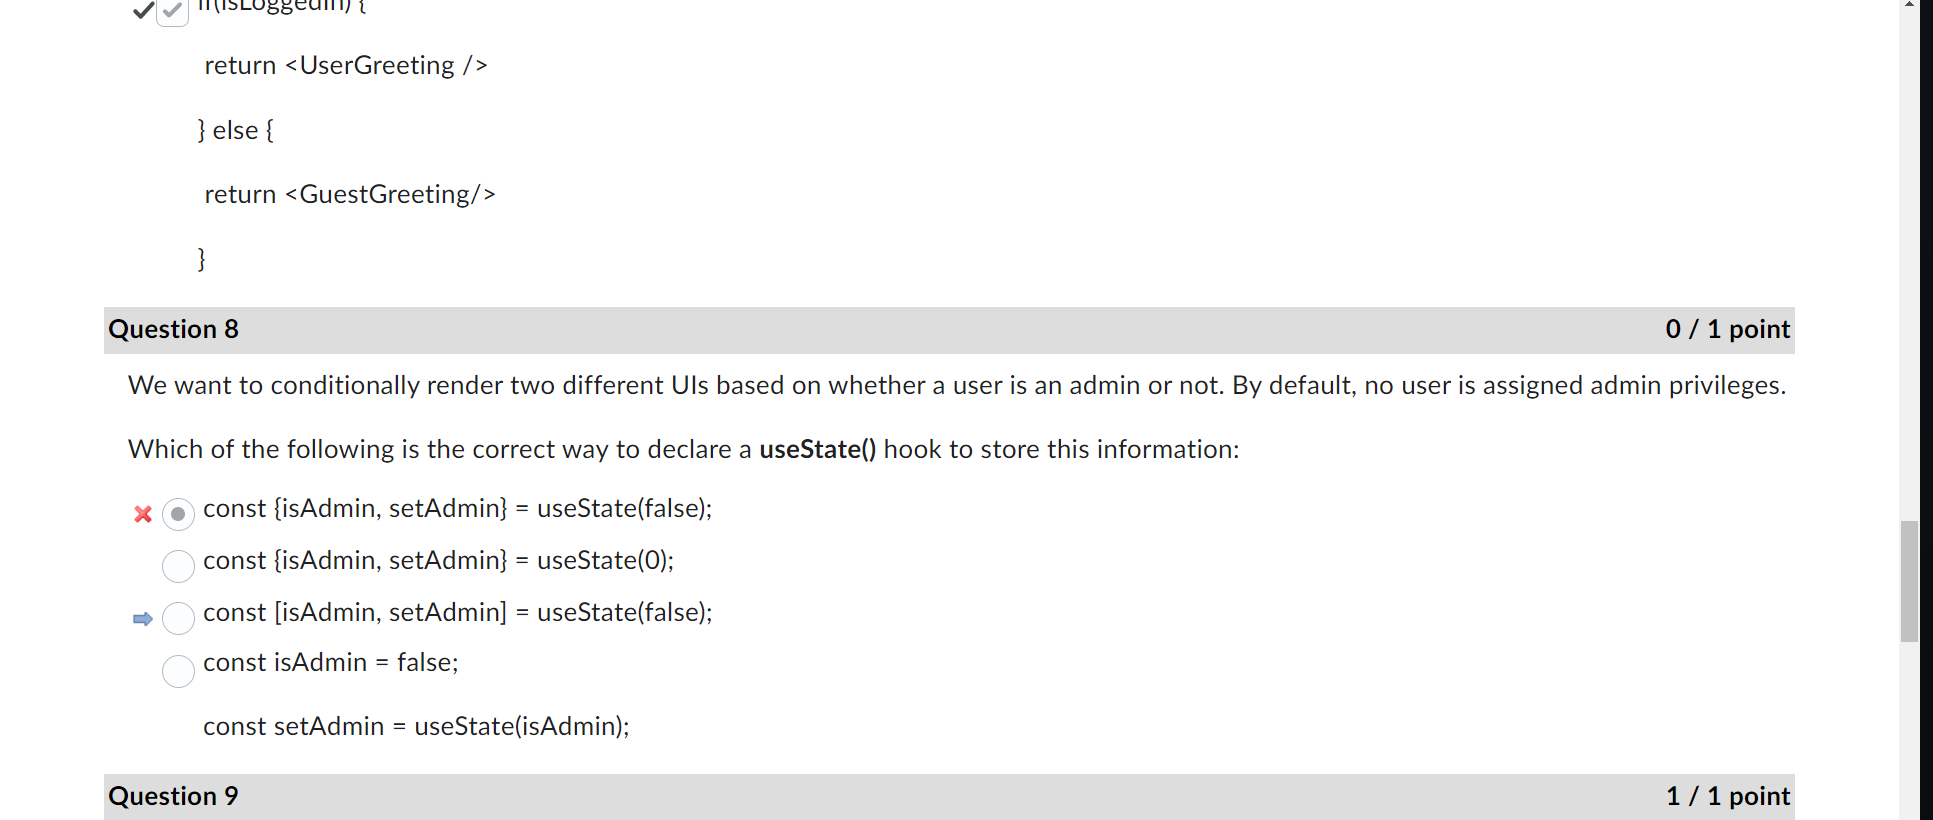 if(isLoggedIn) {
return <UserGreeting />
} else {
return <GuestGreeting/>
}
Question 8 0 / 1 point
We want to conditionally render two different UIs based on whether a user is an admin or not. By default, no user is assigned admin privileges.
Which of the following is the correct way to declare a useState() hook to store this information:
const {isAdmin, setAdmin} = useState(false);
const {isAdmin, setAdmin} = useState(0);
const [isAdmin, setAdmin] = useState(false);
const isAdmin = false;
const setAdmin = useState(isAdmin);
Question 9 1 / 1 point